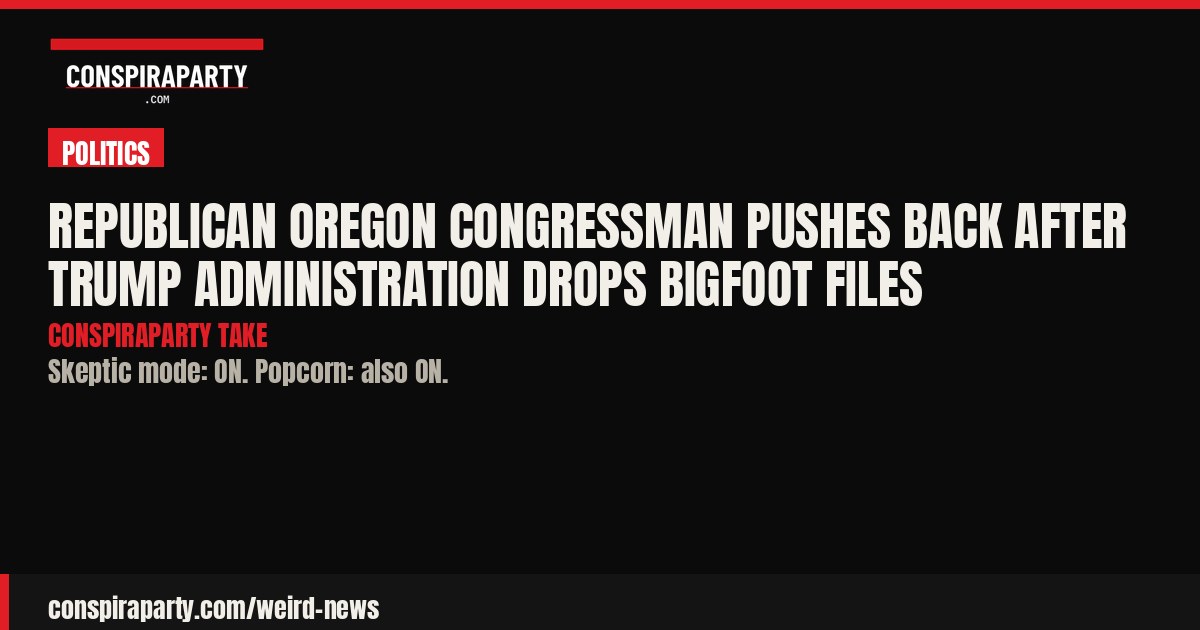 CONSPIRAPARTY
.COM
POLITICS
REPUBLICAN OREGON CONGRESSMAN PUSHES BACK AFTER
TRUMP ADMINISTRATION DROPS BIGFOOT FILES
CONSPIRAPARTY TAKE
Skeptic mode: ON. Popcorn: also ON.
conspiraparty.com/weird-news